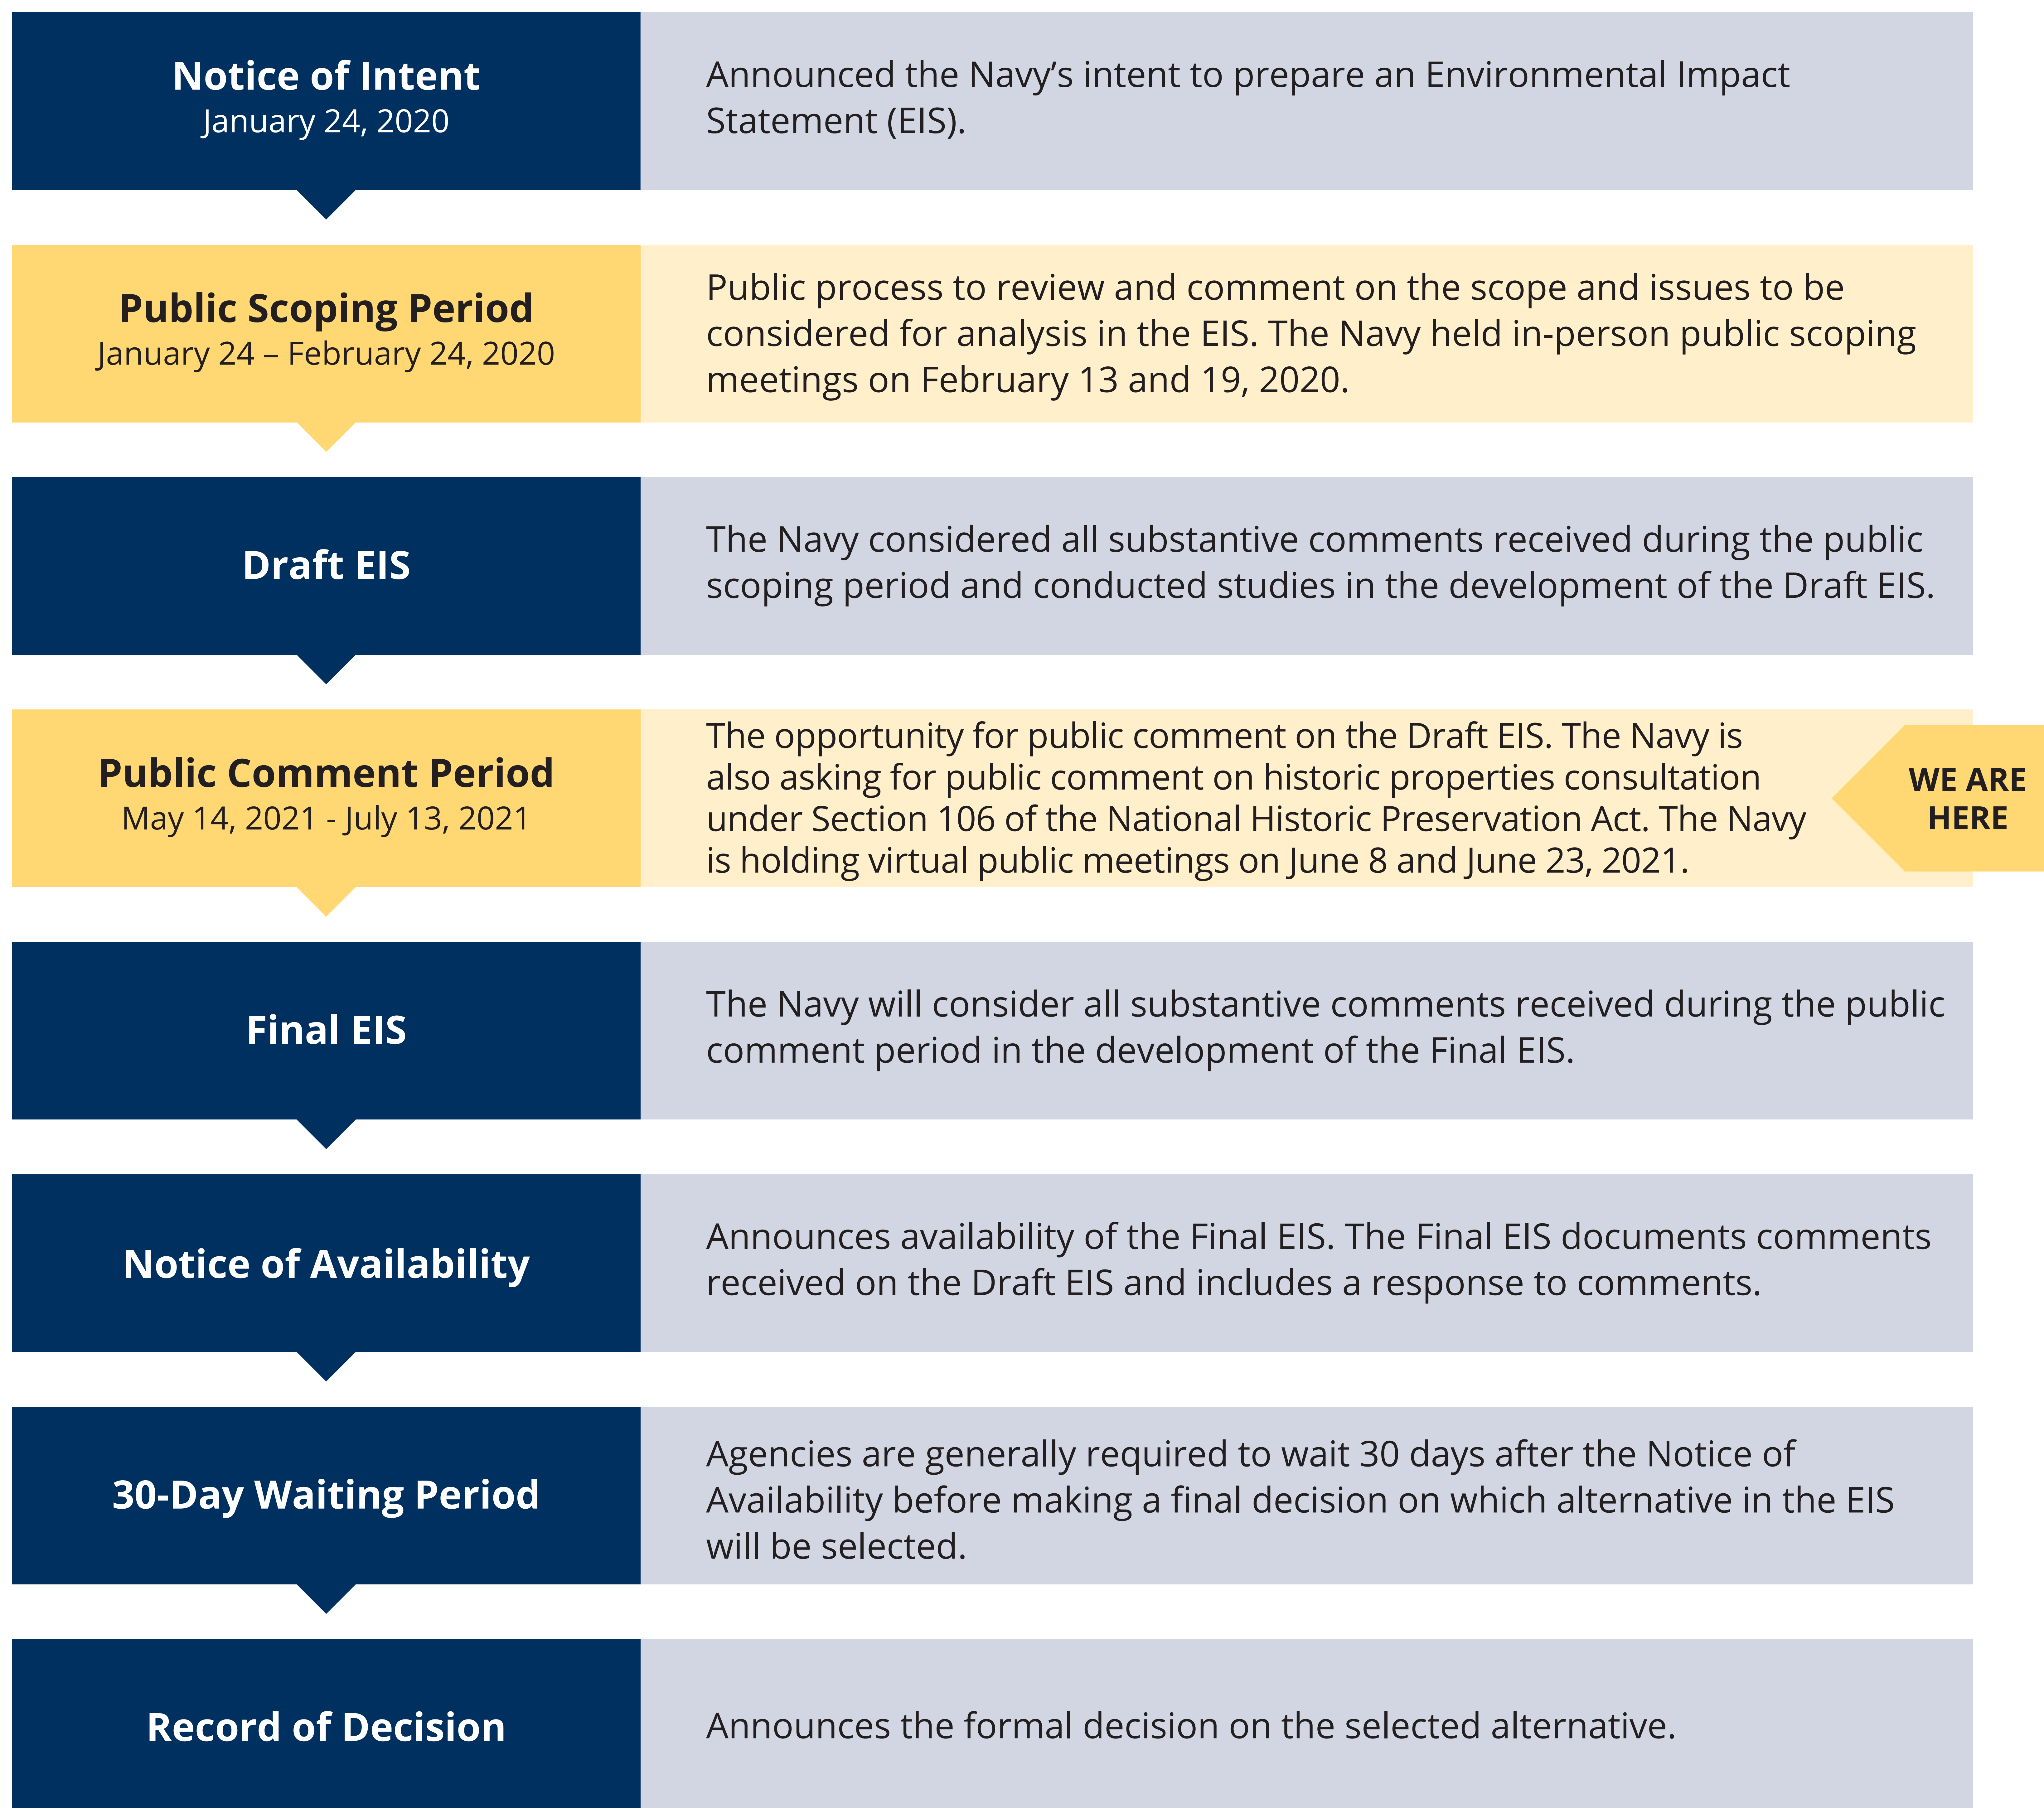 Notice of Intent
January 24, 2020
Announced the Navy’s intent to prepare an Environmental Impact
Statement (EIS).
Public Scoping Period
January 24 – February 24, 2020
Public process to review and comment on the scope and issues to be
considered for analysis in the EIS. The Navy held in-person public scoping
meetings on February 13 and 19, 2020.
Draft EIS
The Navy considered all substantive comments received during the public
scoping period and conducted studies in the development of the Draft EIS.
Public Comment Period
May 14, 2021 - July 13, 2021
The opportunity for public comment on the Draft EIS. The Navy is
also asking for public comment on historic properties consultation
under Section 106 of the National Historic Preservation Act. The Navy
is holding virtual public meetings on June 8 and June 23, 2021.
WE ARE
HERE
Final EIS
The Navy will consider all substantive comments received during the public
comment period in the development of the Final EIS.
Notice of Availability
Announces availability of the Final EIS. The Final EIS documents comments
received on the Draft EIS and includes a response to comments.
30-Day Waiting Period
Agencies are generally required to wait 30 days after the Notice of
Availability before making a final decision on which alternative in the EIS
will be selected.
Record of Decision
Announces the formal decision on the selected alternative.